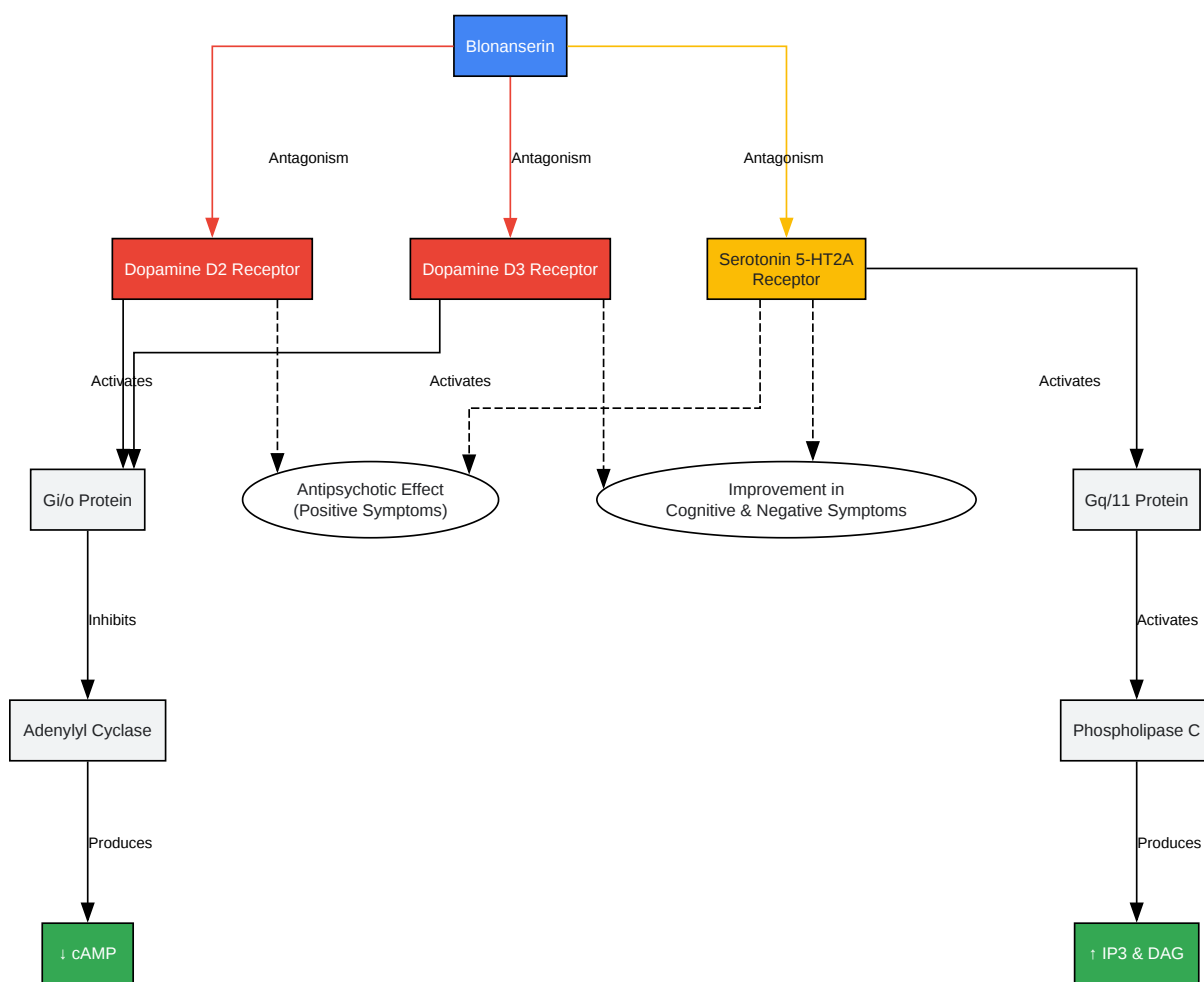 Blonanserin
Antagonism
Antagonism
Antagonism
Dopamine D2 Receptor
Dopamine D3 Receptor
Serotonin 5-HT2A
Receptor
Activates
Activates
Activates
Gi/o Protein
Antipsychotic Effect
(Positive Symptoms)
Improvement in
Cognitive & Negative Symptoms
Gq/11 Protein
Inhibits
Activates
Adenylyl Cyclase
Phospholipase C
Produces
Produces
↓ cAMP
↑ IP3 & DAG